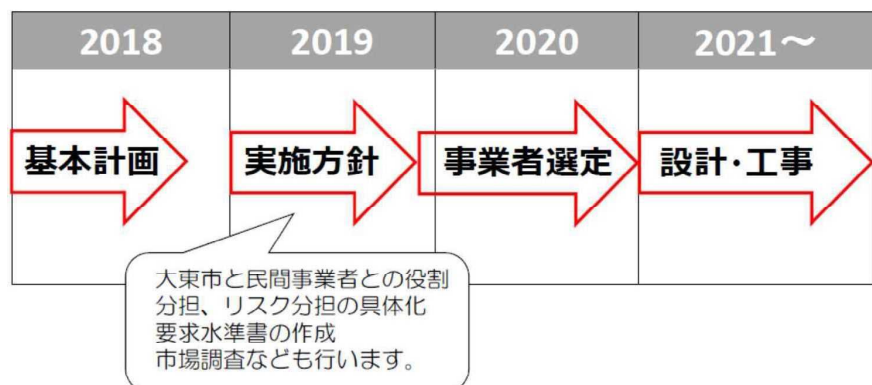 2018 2019 2020 2021～
基本計画 実施方針 事業者選定 設計・工事
大東市と民間事業者との役割
分担、リスク分担の具体化
要求水準書の作成
市場調査なども行います。